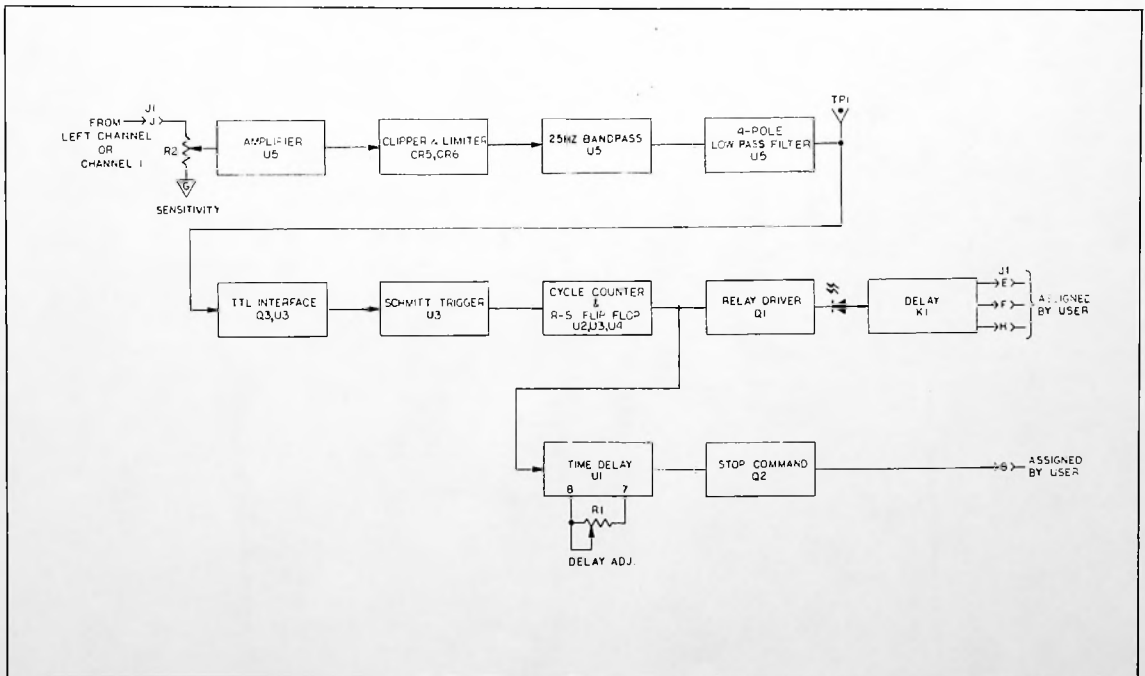 J1
J
FROM
LEFT CHANNEL
OR
CHANNEL 1
R2
G
SENSITIVITY
AMPLIFIER
U5
CLIPPER & LIMITER
CR5,CR6
25HZ BANDPASS
U5
4-POLE
LOW PASS FILTER
U5
TP1
TTL INTERFACE
Q3,U3
SCHMITT TRIGGER
U3
CYCLE COUNTER
&
R-S FLIP FLOP
U2,U3,U4
RELAY DRIVER
Q1
DELAY
K1
J1
E
F
H
ASSIGNED
BY USER
TIME DELAY
U1
6 7
R1
DELAY ADJ.
STOP COMMAND
Q2
ASSIGNED
BY USER